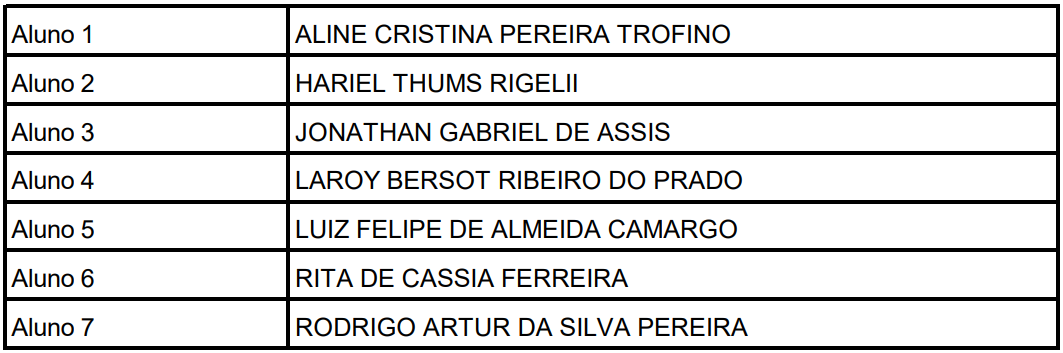 Aluno 1 ALINE CRISTINA PEREIRA TROFINO
Aluno 2 HARIEL THUMS RIGELII
Aluno 3 JONATHAN GABRIEL DE ASSIS
Aluno 4 LAROY BERSOT RIBEIRO DO PRADO
Aluno 5 LUIZ FELIPE DE ALMEIDA CAMARGO
Aluno 6 RITA DE CASSIA FERREIRA
Aluno 7 RODRIGO ARTUR DA SILVA PEREIRA